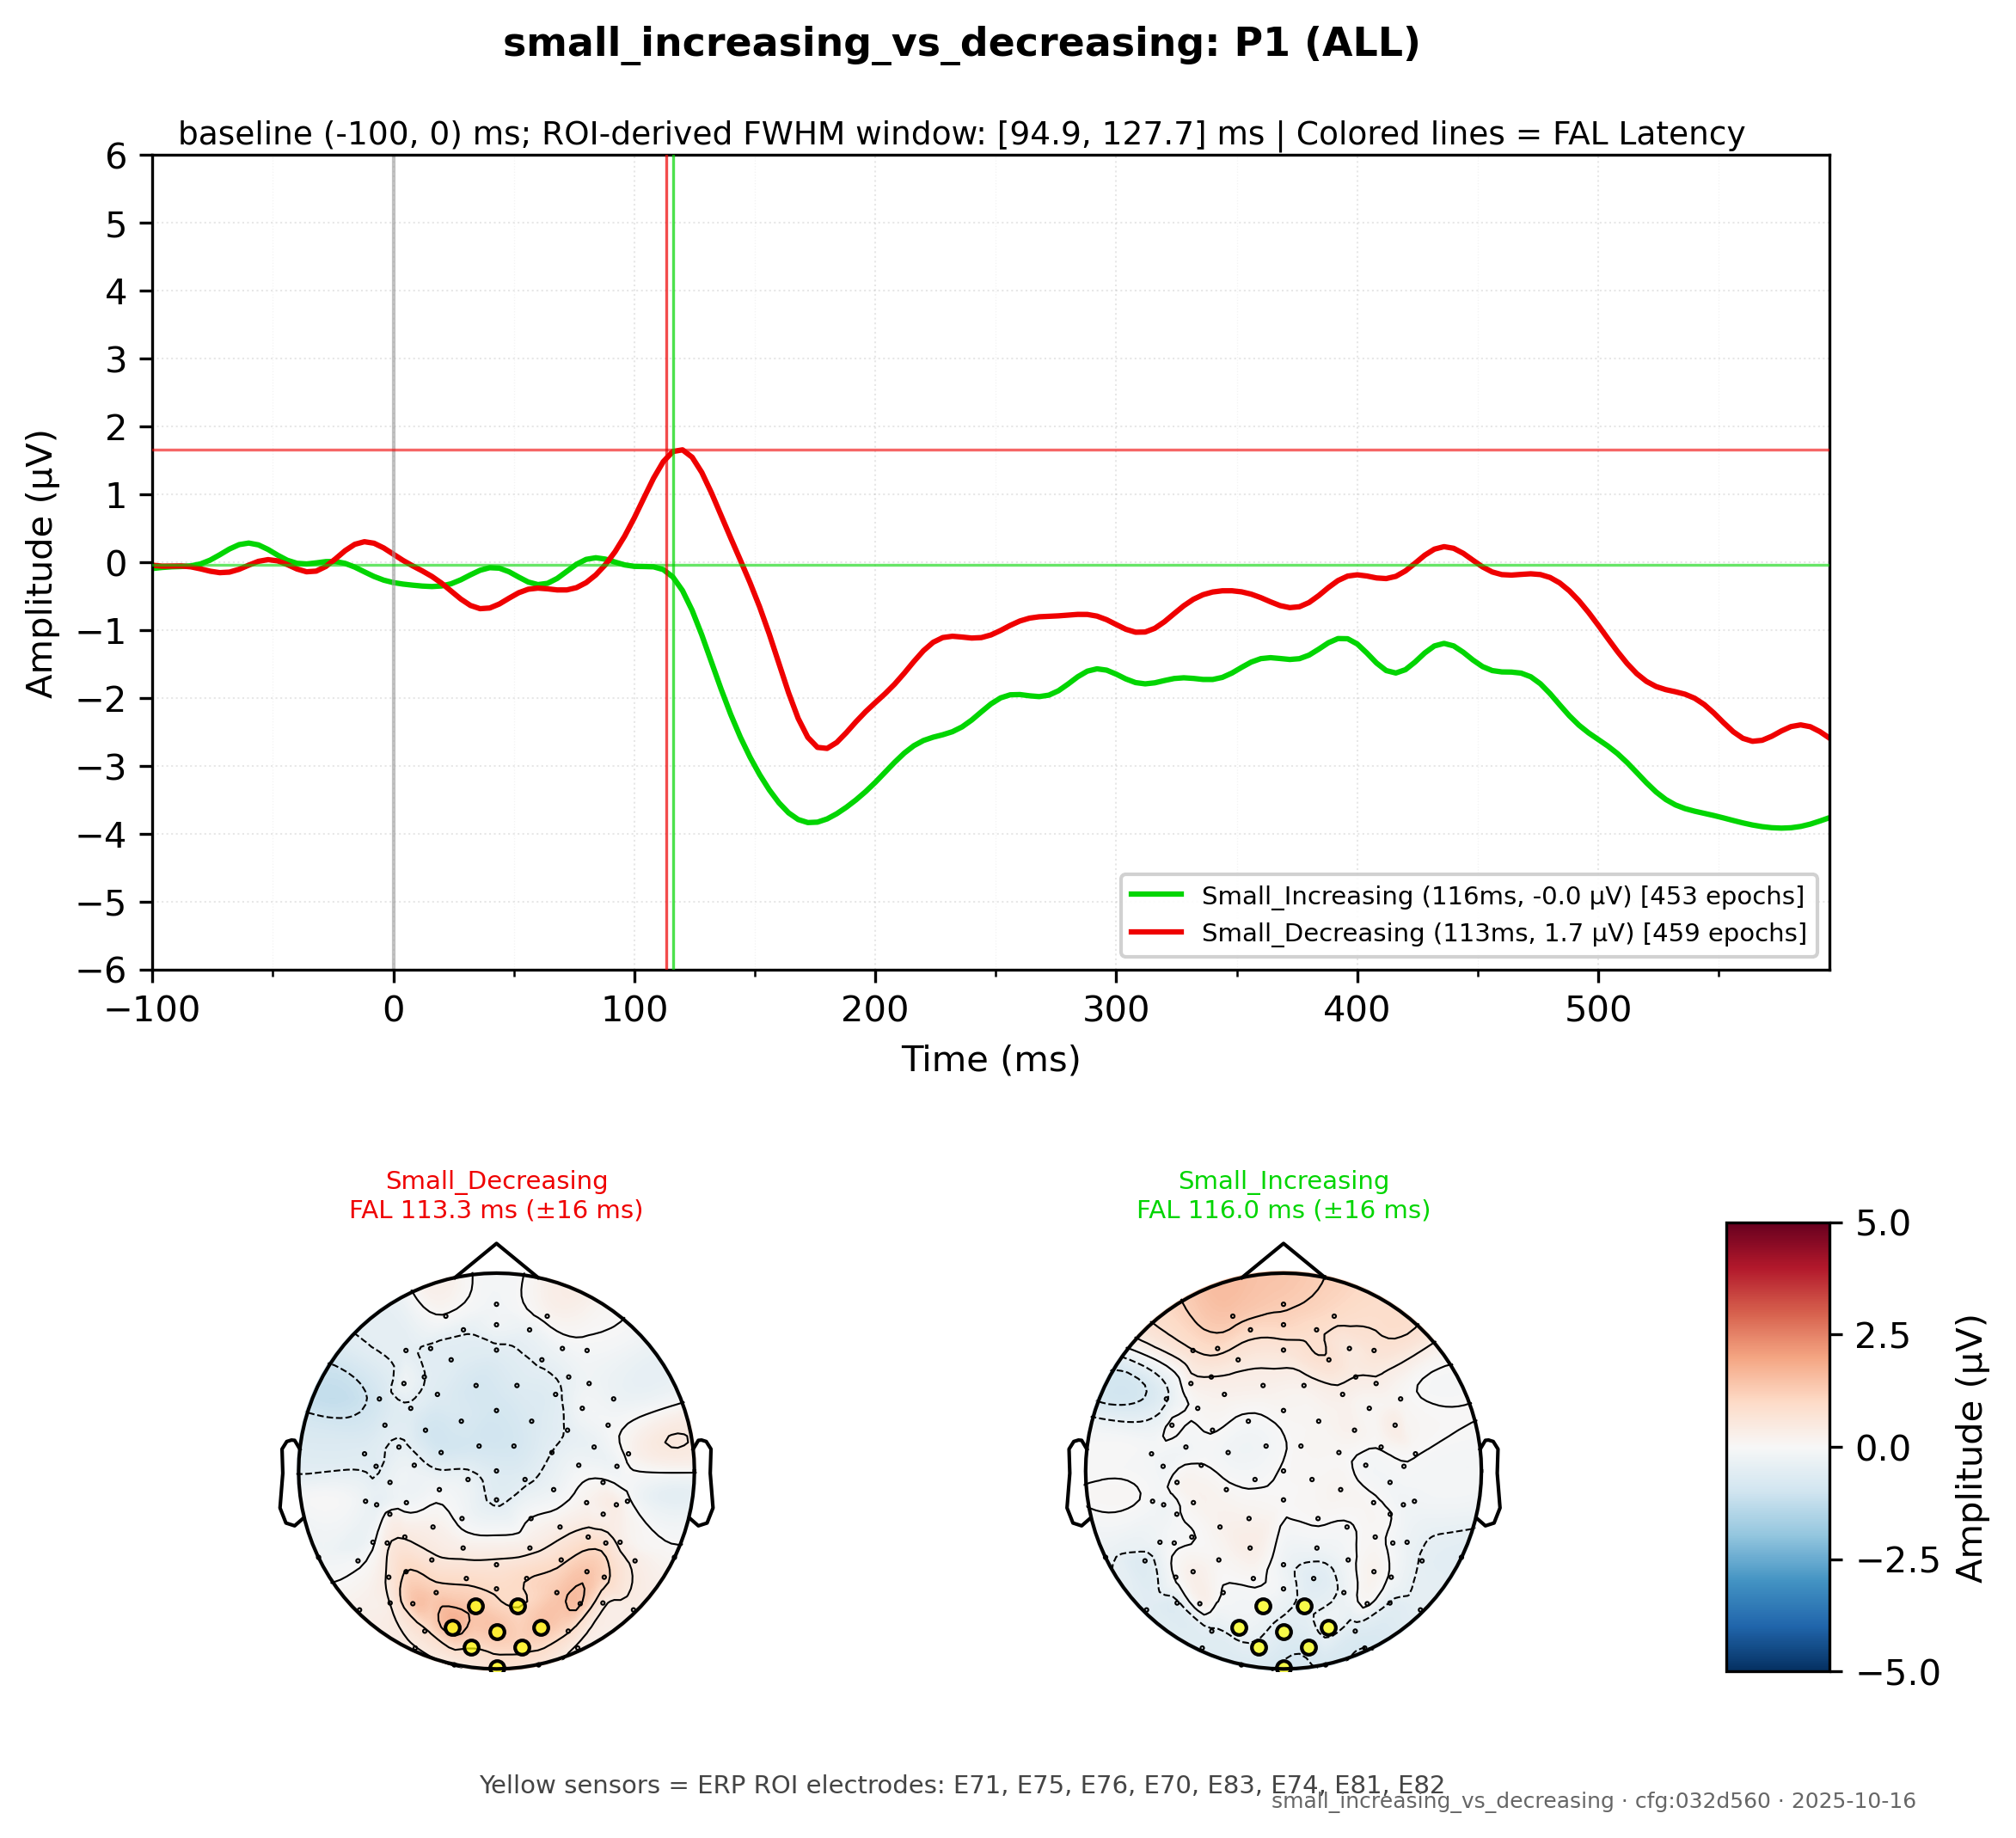 small_increasing_vs_decreasing: P1 (ALL)
baseline (-100, 0) ms; ROI-derived FWHM window: [94.9, 127.7] ms | Colored lines = FAL Latency
6
5
4
3
2
1
0
−1
−2
−3
−4
−5
−6
Amplitude (μV)
Small_Increasing (116ms, -0.0 μV) [453 epochs]
Small_Decreasing (113ms, 1.7 μV) [459 epochs]
−100 0 100 200 300 400 500
Time (ms)
Small_Decreasing
FAL 113.3 ms (±16 ms)
Small_Increasing
FAL 116.0 ms (±16 ms)
5.0
2.5
0.0
−2.5
−5.0
Amplitude (μV)
Yellow sensors = ERP ROI electrodes: E71, E75, E76, E70, E83, E74, E81, E82
small_increasing_vs_decreasing · cfg:032d560 · 2025-10-16